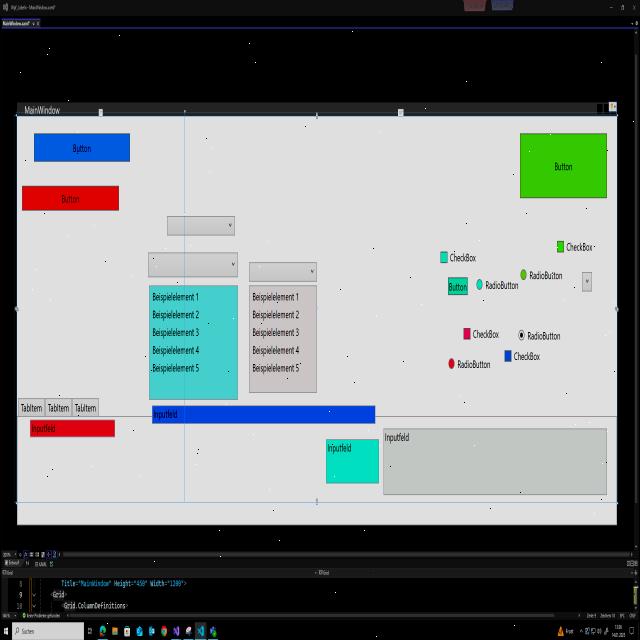 MainWindow.xaml*
MainWindow
Button
Button
Button
CheckBox
CheckBox
RadioButton
Button
RadioButton
Beispielelement 1
Beispielelement 2
Beispielelement 3
Beispielelement 4
Beispielelement 5
Beispielelement 1
Beispielelement 2
Beispielelement 3
Beispielelement 4
Beispielelement 5
CheckBox
RadioButton
CheckBox
RadioButton
TabItem TabItem TabItem
Inputfeld
Inputfeld
Inputfeld
Inputfeld
Title="MainWindow" Height="450" Width="1200">
9 <Grid>
10 <Grid.ColumnDefinitions>
Suchen